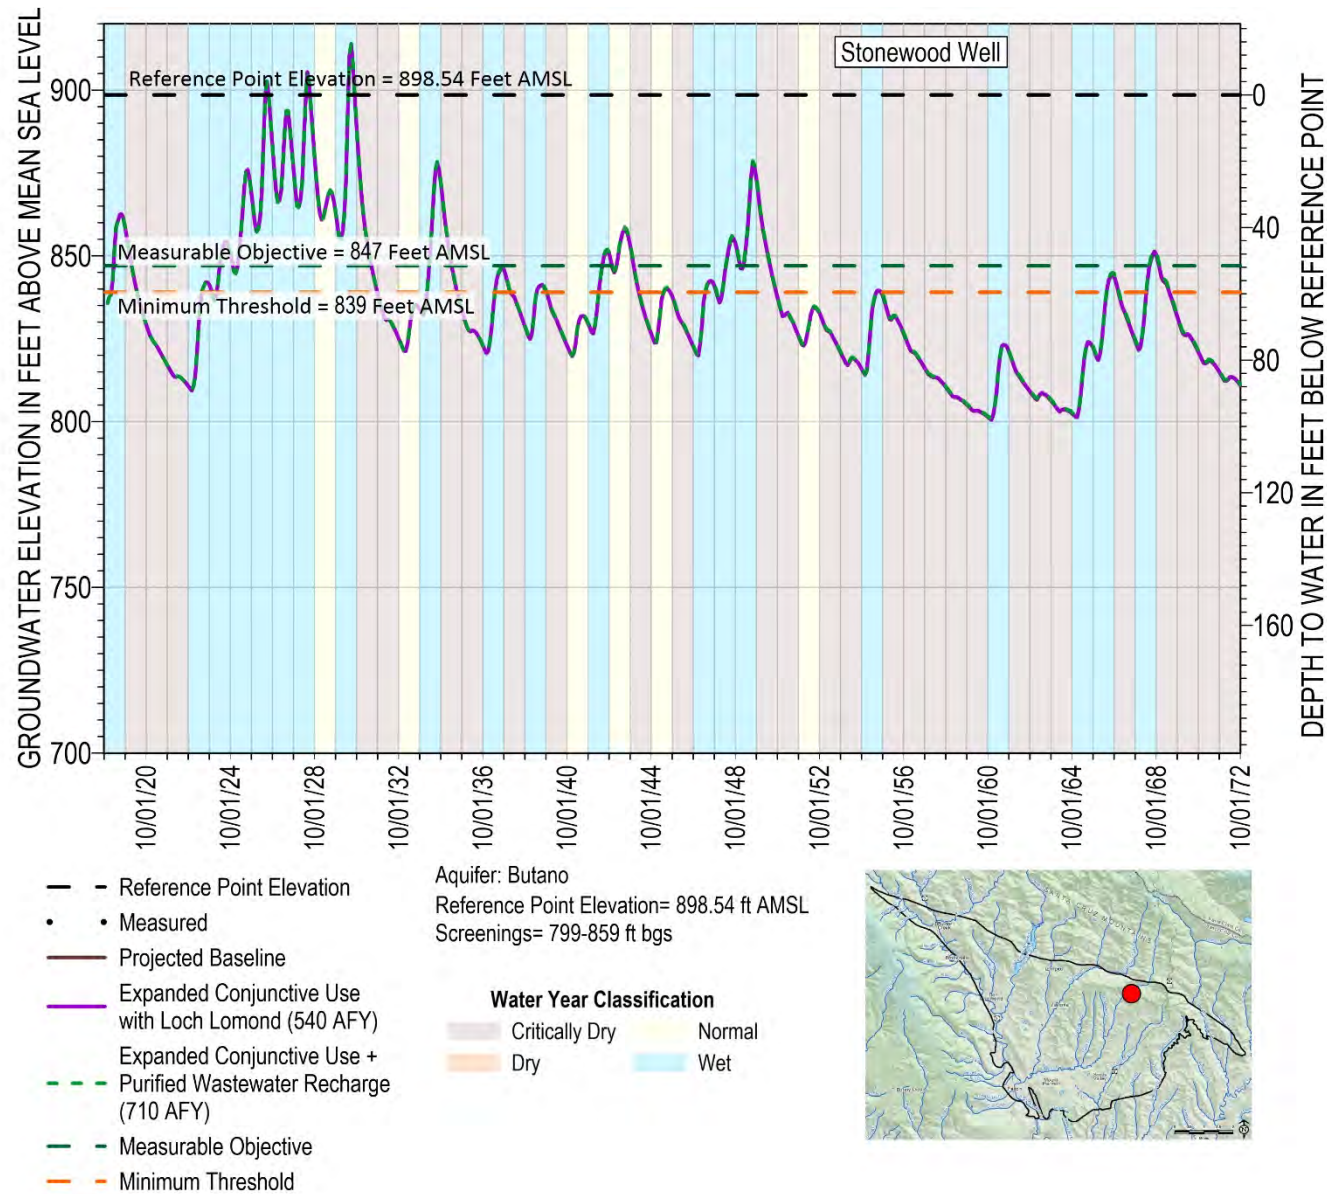 Stonewood Well
Reference Point Elevation = 898.54 Feet AMSL
Measurable Objective = 847 Feet AMSL
Minimum Threshold = 839 Feet AMSL
GROUNDWATER ELEVATION IN FEET ABOVE MEAN SEA LEVEL
900
850
800
750
700
DEPTH TO WATER IN FEET BELOW REFERENCE POINT
0
40
80
120
160
10/01/20
10/01/24
10/01/28
10/01/32
10/01/36
10/01/40
10/01/44
10/01/48
10/01/52
10/01/56
10/01/60
10/01/64
10/01/68
10/01/72
Reference Point Elevation
Measured
Projected Baseline
Expanded Conjunctive Use
with Loch Lomond (540 AFY)
Expanded Conjunctive Use +
Purified Wastewater Recharge
(710 AFY)
Measurable Objective
Minimum Threshold
Aquifer: Butano
Reference Point Elevation= 898.54 ft AMSL
Screenings= 799-859 ft bgs
Water Year Classification
Critically Dry
Normal
Dry
Wet